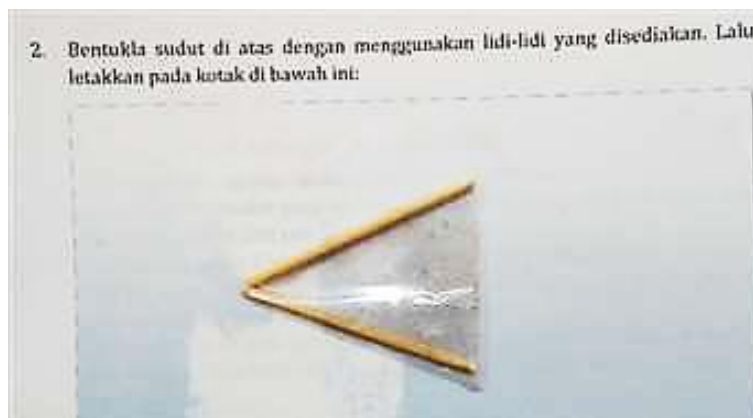 2. Bentukla sudut di atas dengan menggunakan lidi-lidi yang disediakan. Lalu
letakkan pada kotak di bawah ini: